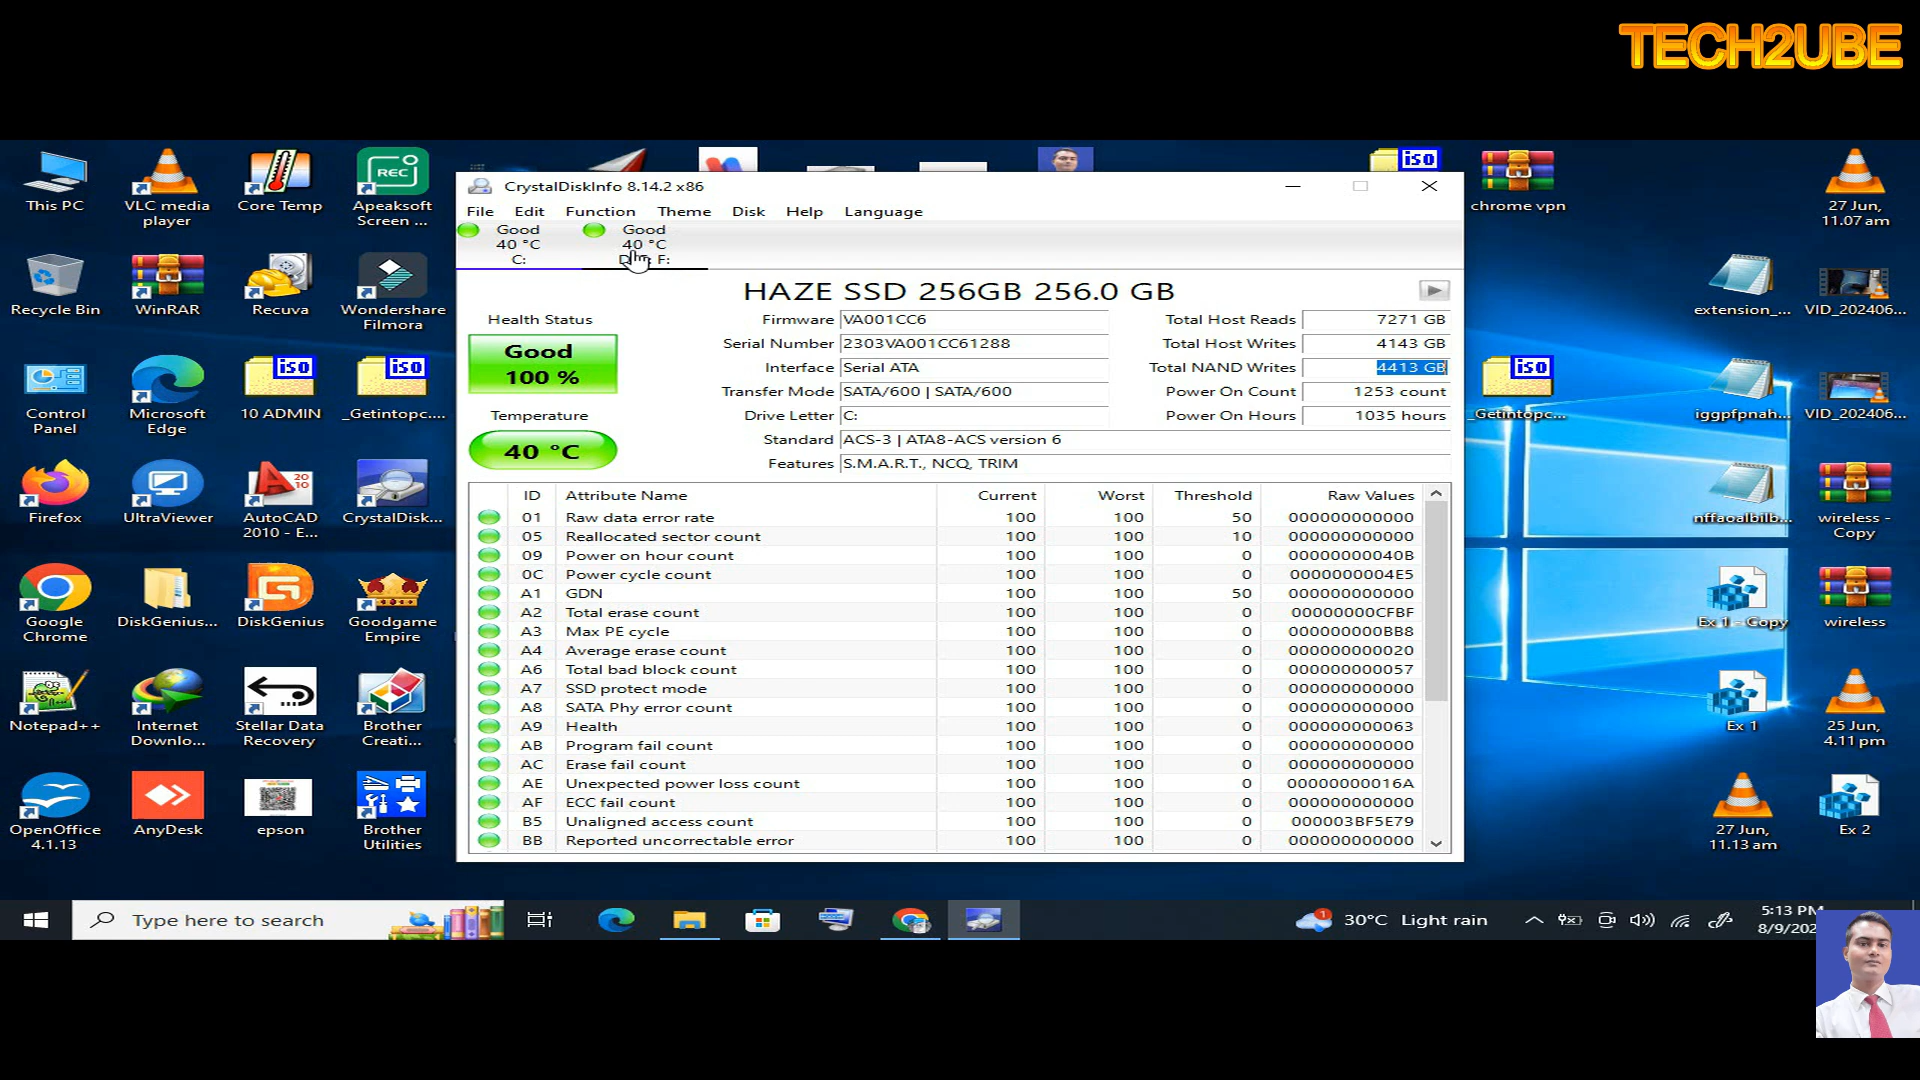 TECH2UBE
This PC
VLC media
player
Core Temp
REC
Apeaksoft
Screen ...
Recycle Bin
WinRAR
Recuva
Wondershare
Filmora
Control
Panel
Microsoft
Edge
iso
10 ADMIN
iso
_Getintopc....
Firefox
UltraViewer
AutoCAD
2010 - E...
CrystalDisk...
Google
Chrome
DiskGenius...
DiskGenius
Goodgame
Empire
Notepad++
Internet
Downlo...
Stellar Data
Recovery
Brother
Creati...
OpenOffice
4.1.13
AnyDesk
epson
Brother
Utilities
CrystalDiskInfo 8.14.2 x86
File Edit Function Theme Disk Help Language
Good
40 °C
C:
Good
40 °C
F:
HAZE SSD 256GB 256.0 GB
Health Status
Good
100 %
Temperature
40 °C
Firmware VA001CC6
Serial Number 2303VA001CC61288
Interface Serial ATA
Transfer Mode SATA/600 | SATA/600
Drive Letter C:
Standard ACS-3 | ATA8-ACS version 6
Features S.M.A.R.T., NCQ, TRIM
Total Host Reads 7271 GB
Total Host Writes 4143 GB
Total NAND Writes 4413 GB
Power On Count 1253 count
Power On Hours 1035 hours
ID Attribute Name Current Worst Threshold Raw Values
01 Raw data error rate 100 100 50 000000000000
05 Reallocated sector count 100 100 10 000000000000
09 Power on hour count 100 100 0 00000000040B
0C Power cycle count 100 100 0 0000000004E5
A1 GDN 100 100 50 000000000000
A2 Total erase count 100 100 0 00000000CFBF
A3 Max PE cycle 100 100 0 000000000BB8
A4 Average erase count 100 100 0 000000000020
A6 Total bad block count 100 100 0 000000000057
A7 SSD protect mode 100 100 0 000000000000
A8 SATA Phy error count 100 100 0 000000000000
A9 Health 100 100 0 000000000063
AB Program fail count 100 100 0 000000000000
AC Erase fail count 100 100 0 000000000000
AE Unexpected power loss count 100 100 0 00000000016A
AF ECC fail count 100 100 0 000000000000
B5 Unaligned access count 100 100 0 000003BF5E79
BB Reported uncorrectable error 100 100 0 000000000000
iso
chrome vpn
27 Jun,
11.07 am
extension_...
VID_202406...
iso
_Getintopc...
iggpfpnah...
VID_202406...
nffaoalbilb...
wireless -
Copy
Ex 1 - Copy
wireless
Ex 1
25 Jun,
4.11 pm
27 Jun,
11.13 am
Ex 2
Type here to search
1
30°C Light rain
5:13 PM
8/9/202